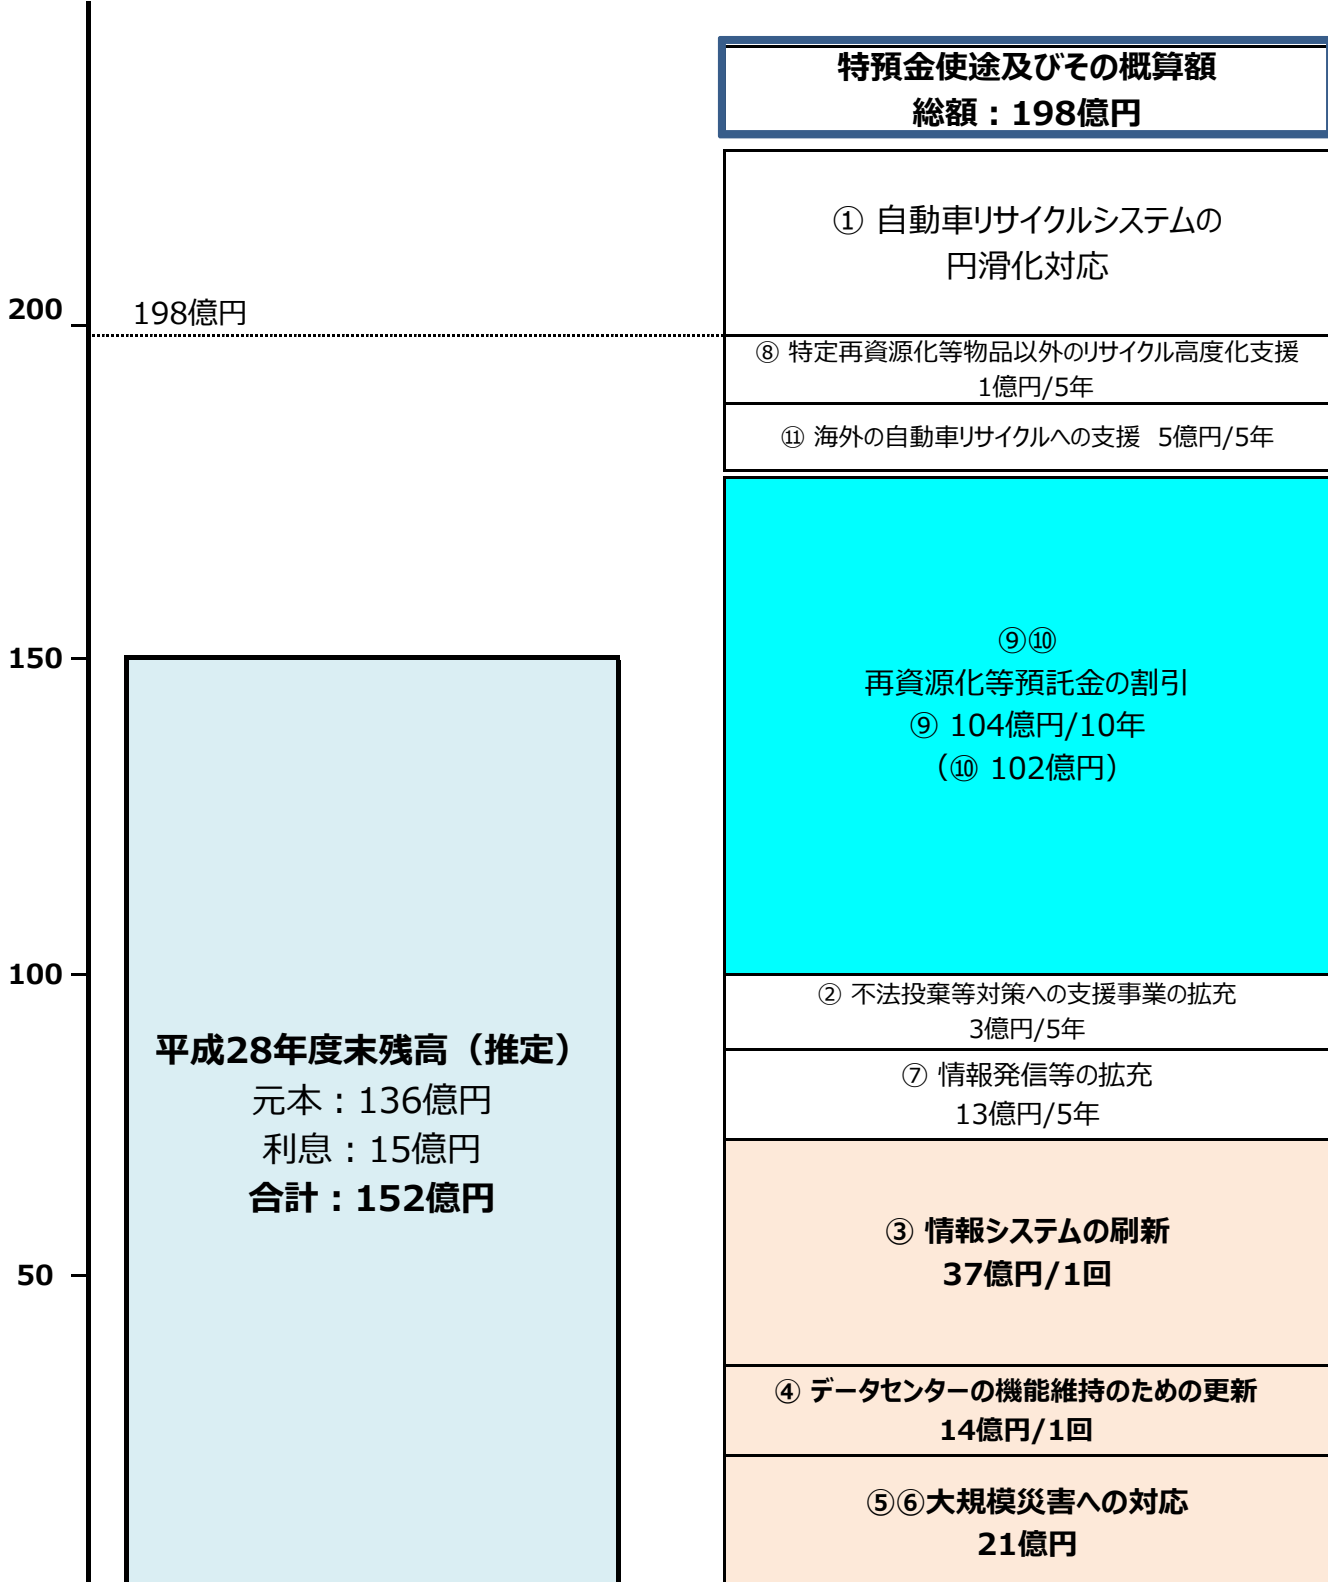 特預金使途及びその概算額
総額：198億円
① 自動車リサイクルシステムの
円滑化対応
200
198億円
⑧ 特定再資源化等物品以外のリサイクル高度化支援
1億円/5年
⑪ 海外の自動車リサイクルへの支援 5億円/5年
150
⑨⑩
再資源化等預託金の割引
⑨ 104億円/10年
（⑩ 102億円）
100
② 不法投棄等対策への支援事業の拡充
3億円/5年
平成28年度末残高（推定）
元本：136億円
利息：15億円
合計：152億円
⑦ 情報発信等の拡充
13億円/5年
50
③ 情報システムの刷新
37億円/1回
④ データセンターの機能維持のための更新
14億円/1回
⑤⑥大規模災害への対応
21億円